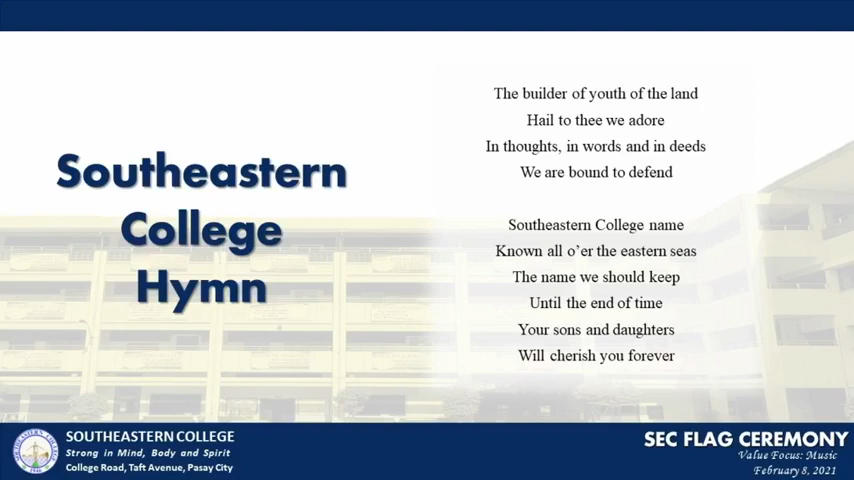 Southeastern
College
Hymn
The builder of youth of the land
Hail to thee we adore
In thoughts, in words and in deeds
We are bound to defend
Southeastern College name
Known all o’er the eastern seas
The name we should keep
Until the end of time
Your sons and daughters
Will cherish you forever
SOUTHEASTERN COLLEGE
Strong in Mind, Body and Spirit
College Road, Taft Avenue, Pasay City
SEC FLAG CEREMONY
Value Focus: Music
February 8, 2021